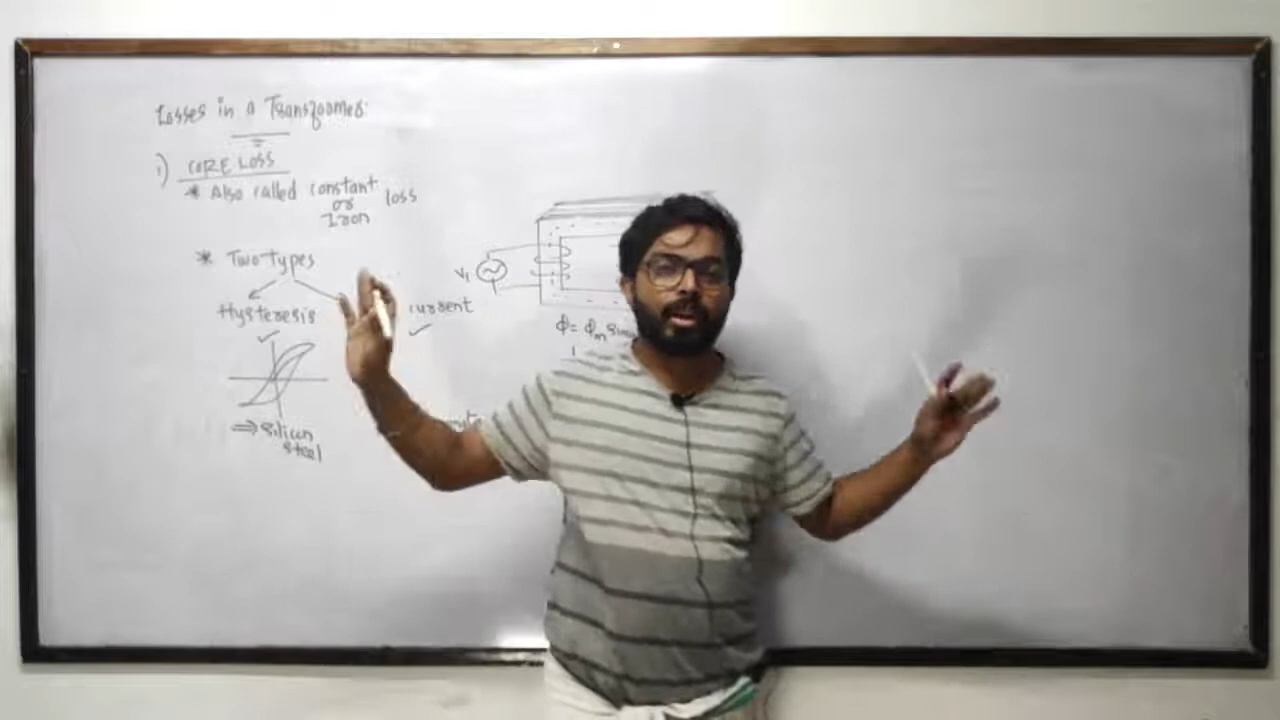 Losses in a Transformer:
1) CORE LOSS
* Also called constant
or
Iron
loss
* Two types
Hysteresis
current
⇒ Silicon
steel
V₁
Φ = Φm sin